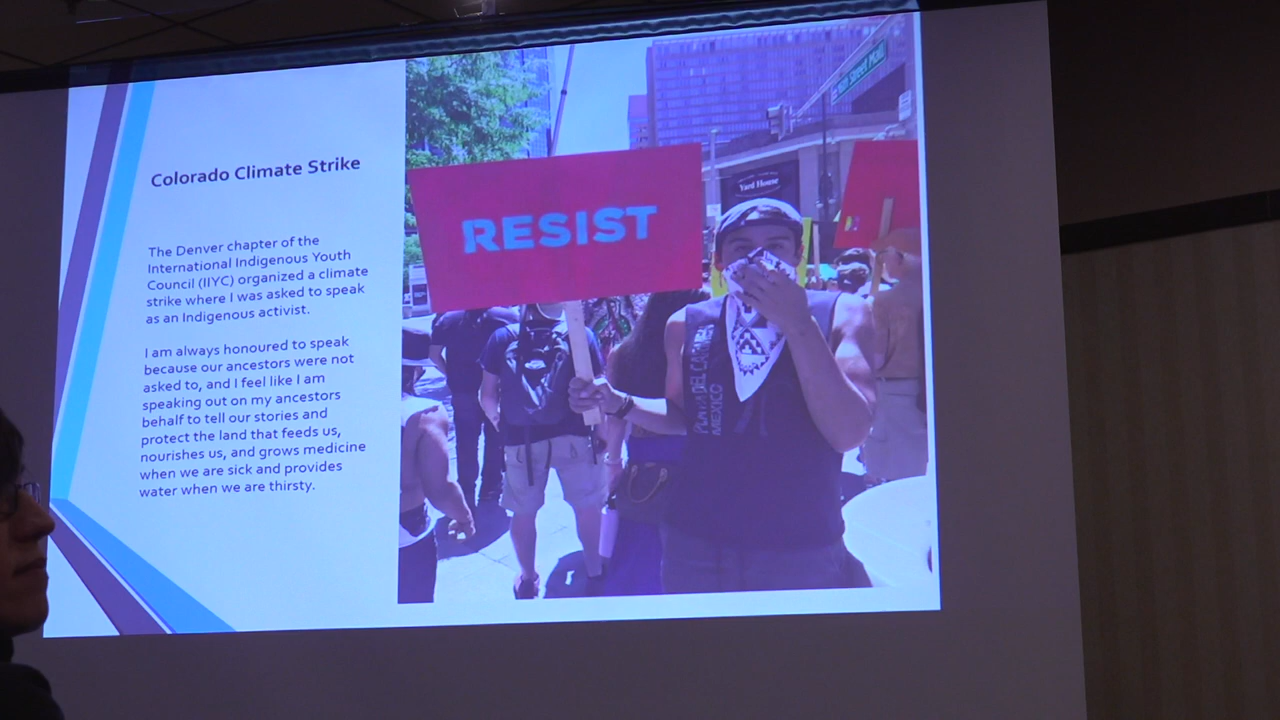 Colorado Climate Strike
The Denver chapter of the
International Indigenous Youth
Council (IIYC) organized a climate
strike where I was asked to speak
as an Indigenous activist.
I am always honoured to speak
because our ancestors were not
asked to, and I feel like I am
speaking out on my ancestors
behalf to tell our stories and
protect the land that feeds us,
nourishes us, and grows medicine
when we are sick and provides
water when we are thirsty.
16th Street Mall
Yard House
RESIST
PLAYA DEL CARMEN
MEXICO